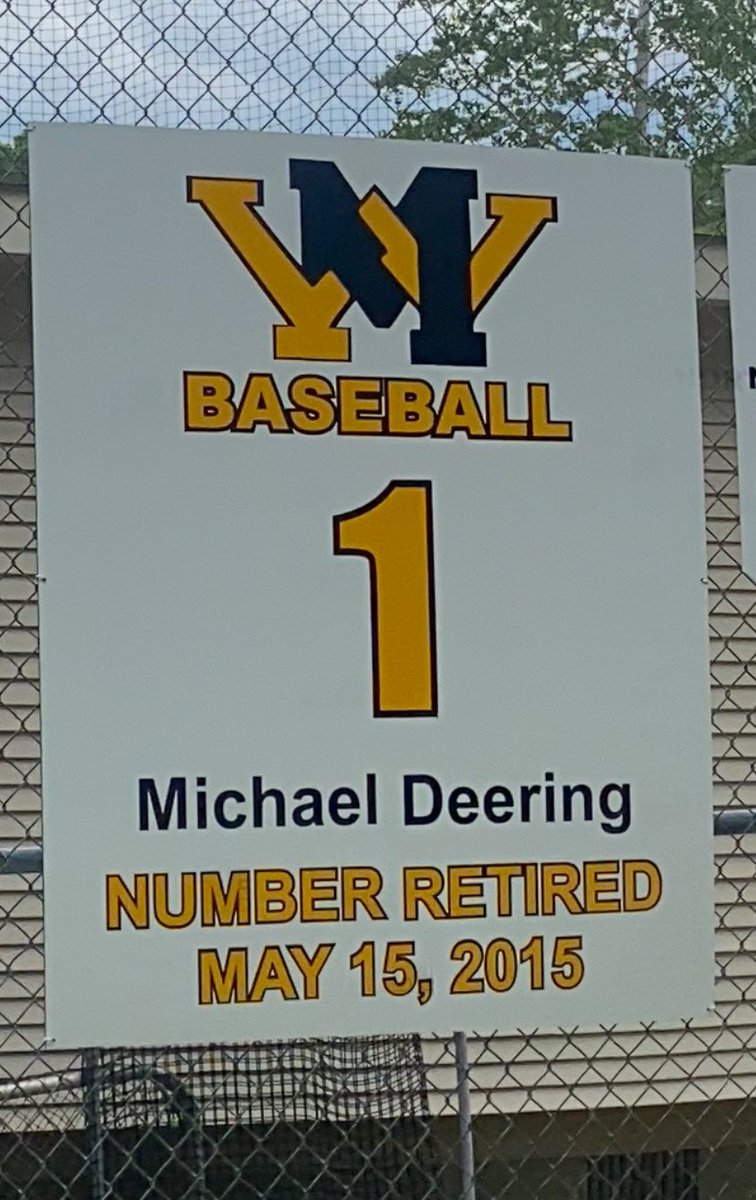 BASEBALL
1
Michael Deering
NUMBER RETIRED
MAY 15, 2015